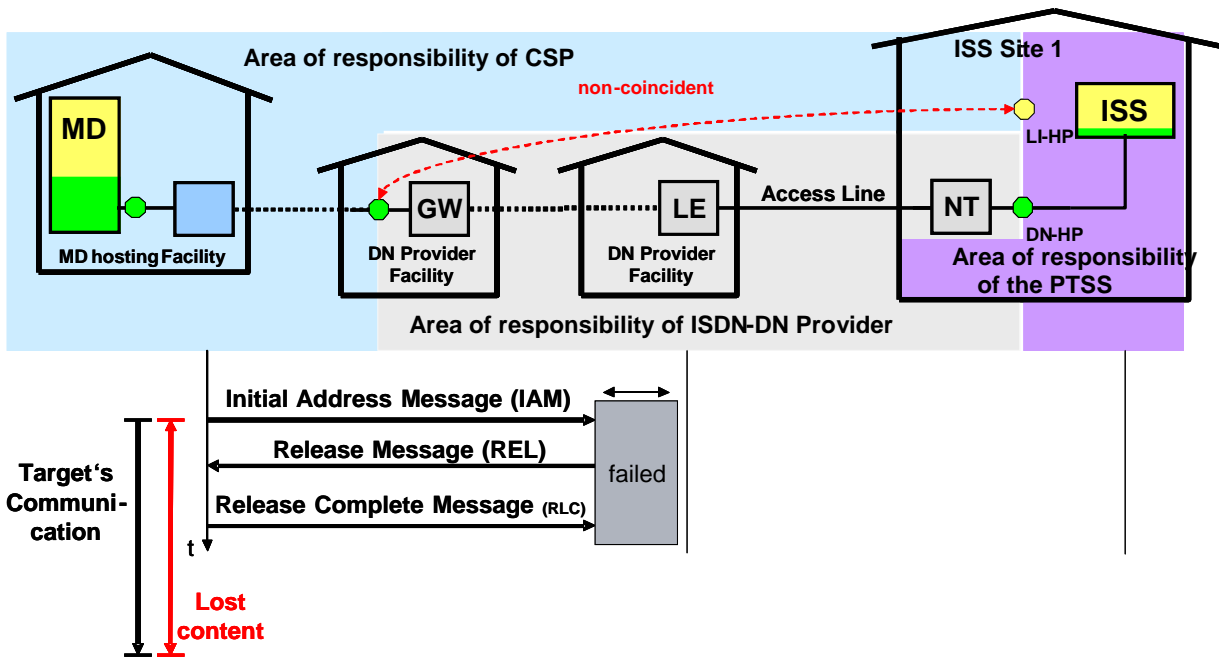 Area of responsibility of CSP
ISS Site 1
non-coincident
MD
ISS
LI-HP
GW
LE
Access Line
NT
DN-HP
MD hosting Facility
DN Provider
Facility
DN Provider
Facility
Area of responsibility
of the PTSS
Area of responsibility of ISDN-DN Provider
Initial Address Message (IAM)
Release Message (REL)
failed
Target‘s
Communi-
cation
Release Complete Message (RLC)
t
Lost
content